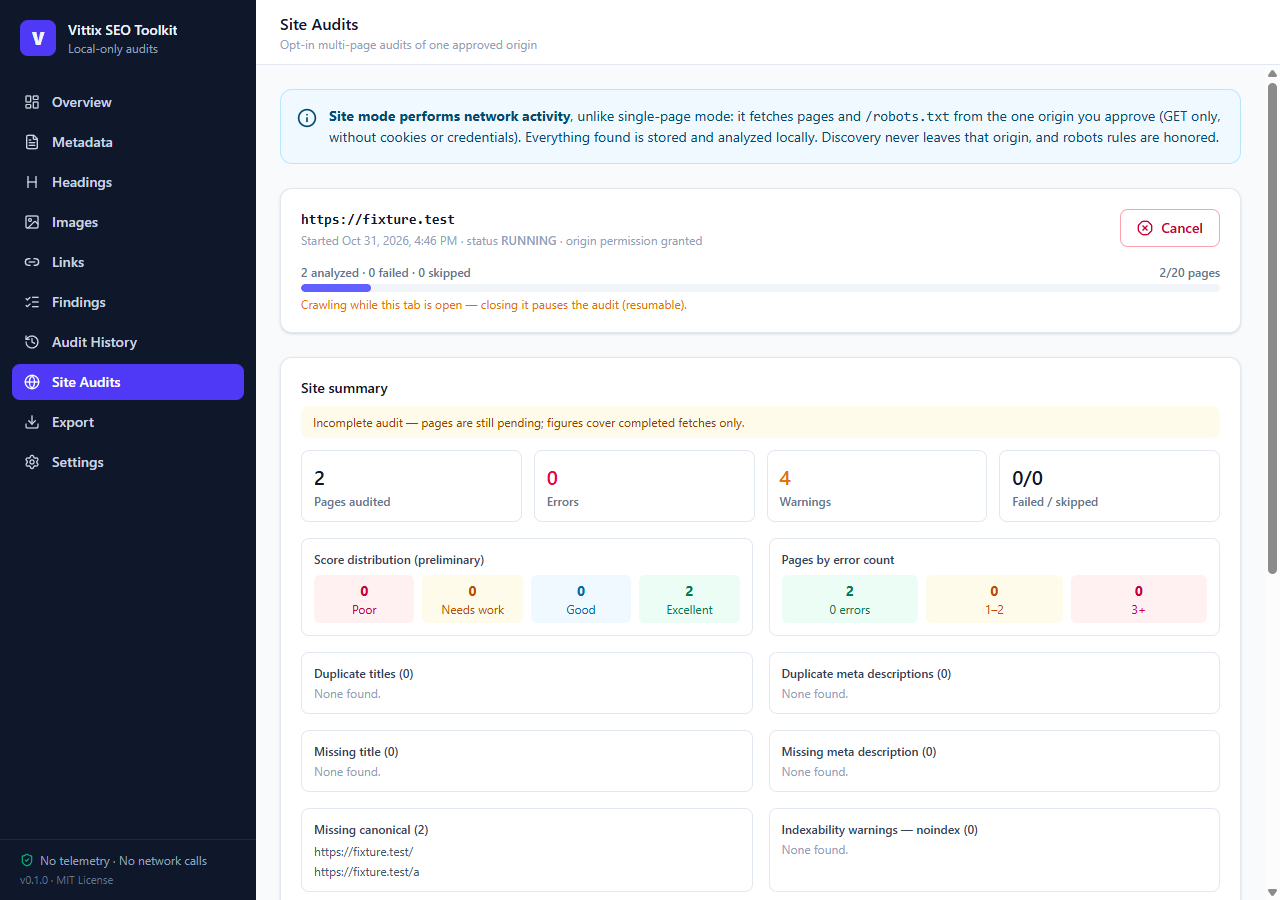 V
Vittix SEO Toolkit
Local-only audits
Overview
Metadata
Headings
Images
Links
Findings
Audit History
Site Audits
Export
Settings
No telemetry · No network calls
v0.1.0 · MIT License
Site Audits
Opt-in multi-page audits of one approved origin
Site mode performs network activity, unlike single-page mode: it fetches pages and /robots.txt from the one origin you approve (GET only,
without cookies or credentials). Everything found is stored and analyzed locally. Discovery never leaves that origin, and robots rules are honored.
https://fixture.test
Started Oct 31, 2026, 4:46 PM · status RUNNING · origin permission granted
Cancel
2 analyzed · 0 failed · 0 skipped
2/20 pages
Crawling while this tab is open — closing it pauses the audit (resumable).
Site summary
Incomplete audit — pages are still pending; figures cover completed fetches only.
2
Pages audited
0
Errors
4
Warnings
0/0
Failed / skipped
Score distribution (preliminary)
0
Poor
0
Needs work
0
Good
2
Excellent
Pages by error count
2
0 errors
0
1–2
0
3+
Duplicate titles (0)
None found.
Duplicate meta descriptions (0)
None found.
Missing title (0)
None found.
Missing meta description (0)
None found.
Missing canonical (2)
https://fixture.test/
https://fixture.test/a
Indexability warnings — noindex (0)
None found.